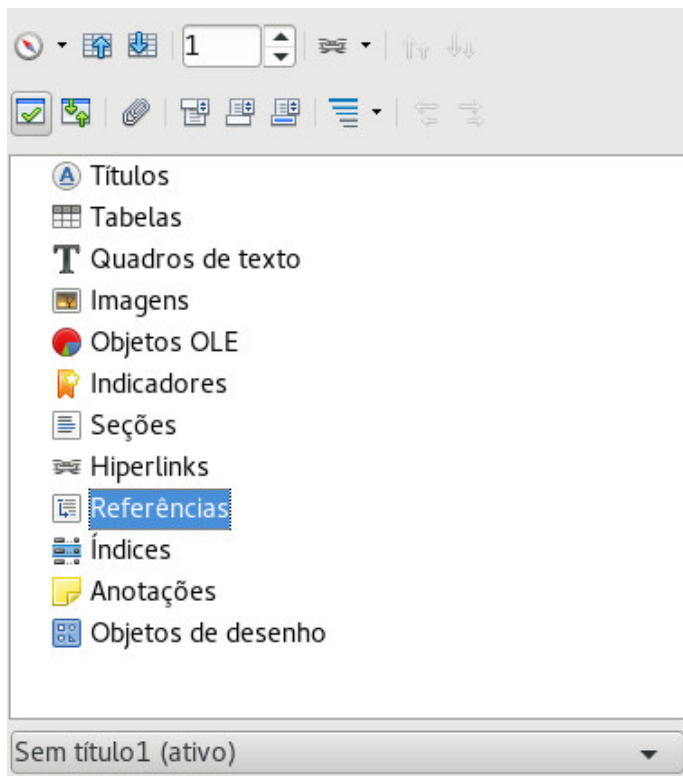 1
Títulos
Tabelas
Quadros de texto
Imagens
Objetos OLE
Indicadores
Seções
Hiperlinks
Referências
Índices
Anotações
Objetos de desenho
Sem título1 (ativo)